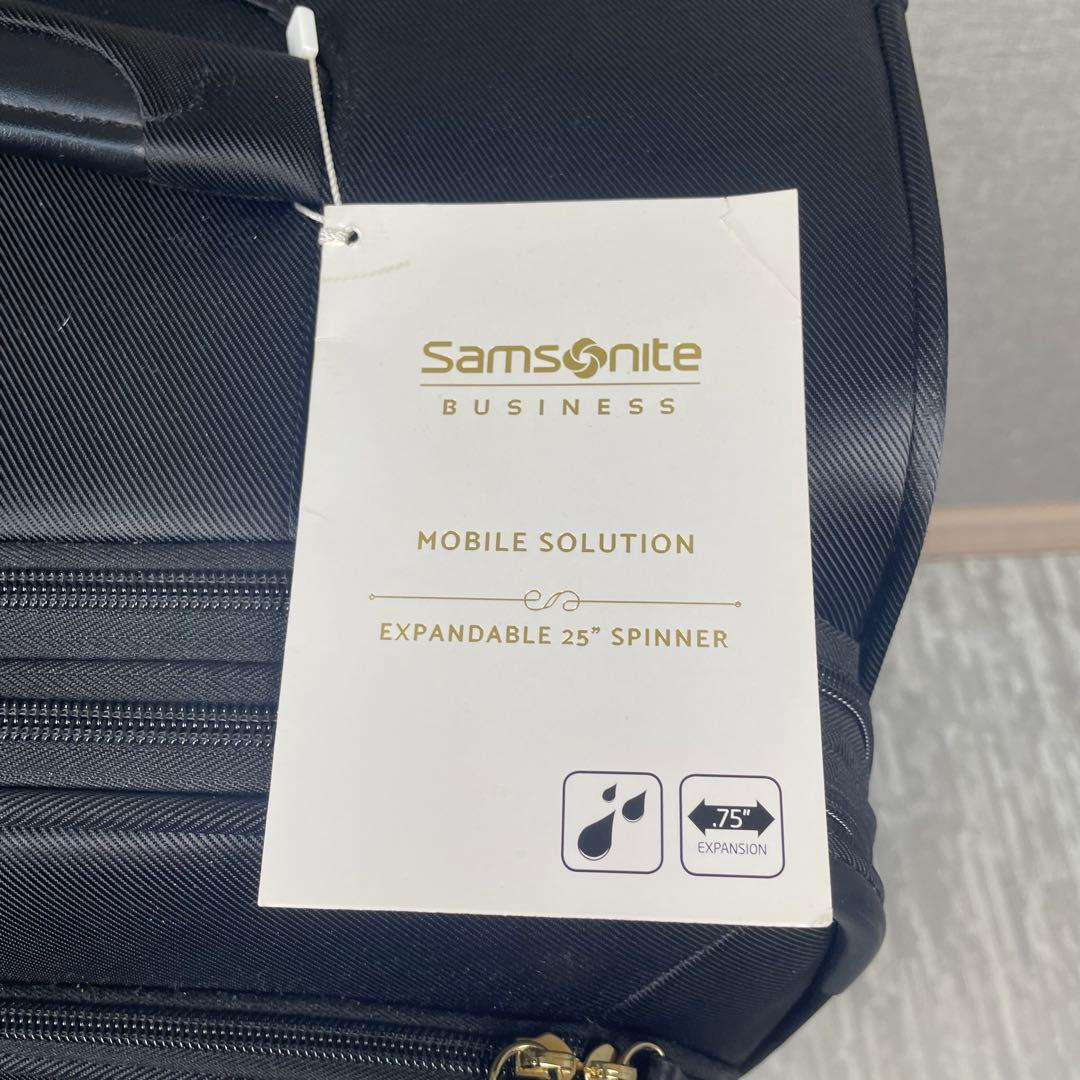 Samsonite
BUSINESS
MOBILE SOLUTION
EXPANDABLE 25" SPINNER
.75"
EXPANSION